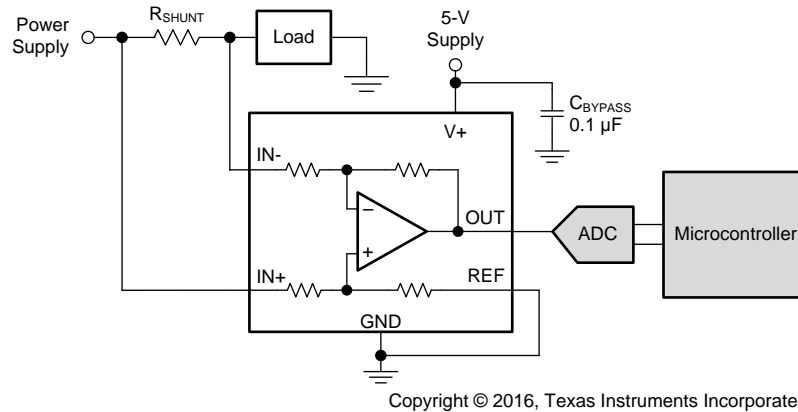 Power
Supply
RSHUNT
Load
5-V
Supply
CBYPASS
0.1 µF
V+
IN-
−
+
OUT
ADC
Microcontroller
IN+
REF
GND
Copyright © 2016, Texas Instruments Incorporate